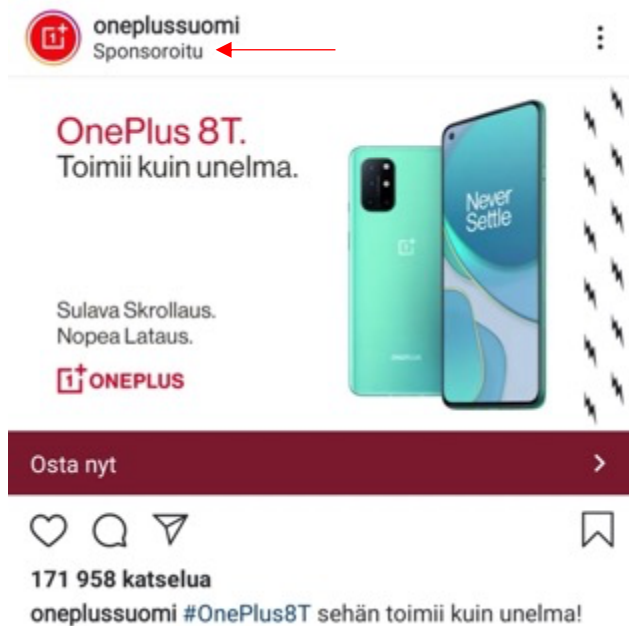 oneplussuomi
Sponsoroitu
OnePlus 8T.
Toimii kuin unelma.
Never
Settle
Sulava Skrollaus.
Nopea Lataus.
ONEPLUS
Osta nyt
171 958 katselua
oneplussuomi #OnePlus8T sehän toimii kuin unelma!